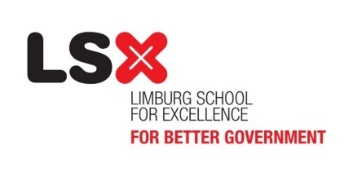 LSX
LIMBURG SCHOOL
FOR EXCELLENCE
FOR BETTER GOVERNMENT